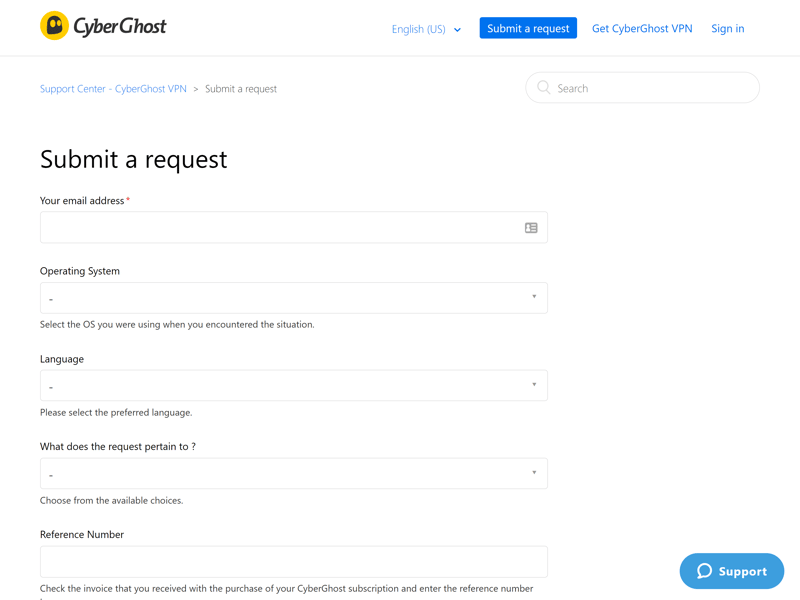 CyberGhost
English (US)
Submit a request
Get CyberGhost VPN
Sign in
Support Center - CyberGhost VPN > Submit a request
Search
Submit a request
Your email address*
Operating System
-
Select the OS you were using when you encountered the situation.
Language
-
Please select the preferred language.
What does the request pertain to ?
-
Choose from the available choices.
Reference Number
Check the invoice that you received with the purchase of your CyberGhost subscription and enter the reference number
Support